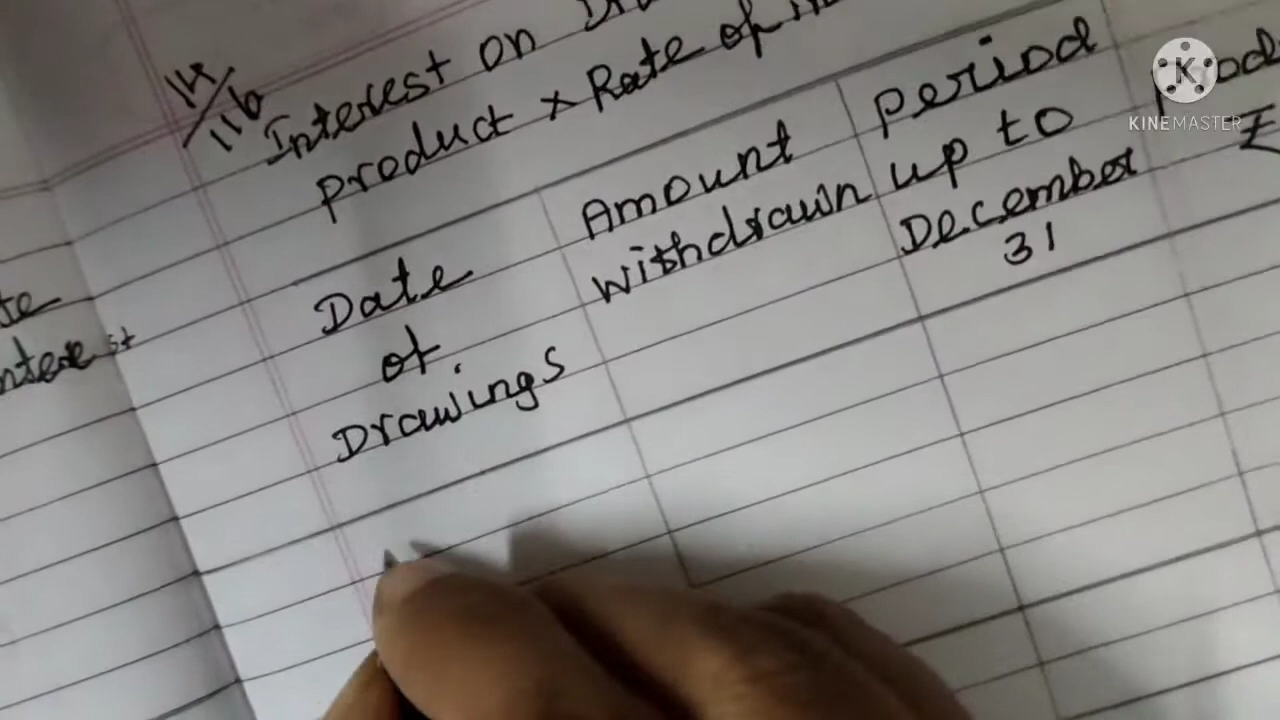 14/116
Interest on
product × Rate of
Date
of
Drawings
Amount
withdrawn
period
up to
December
31
₹
KINEMASTER